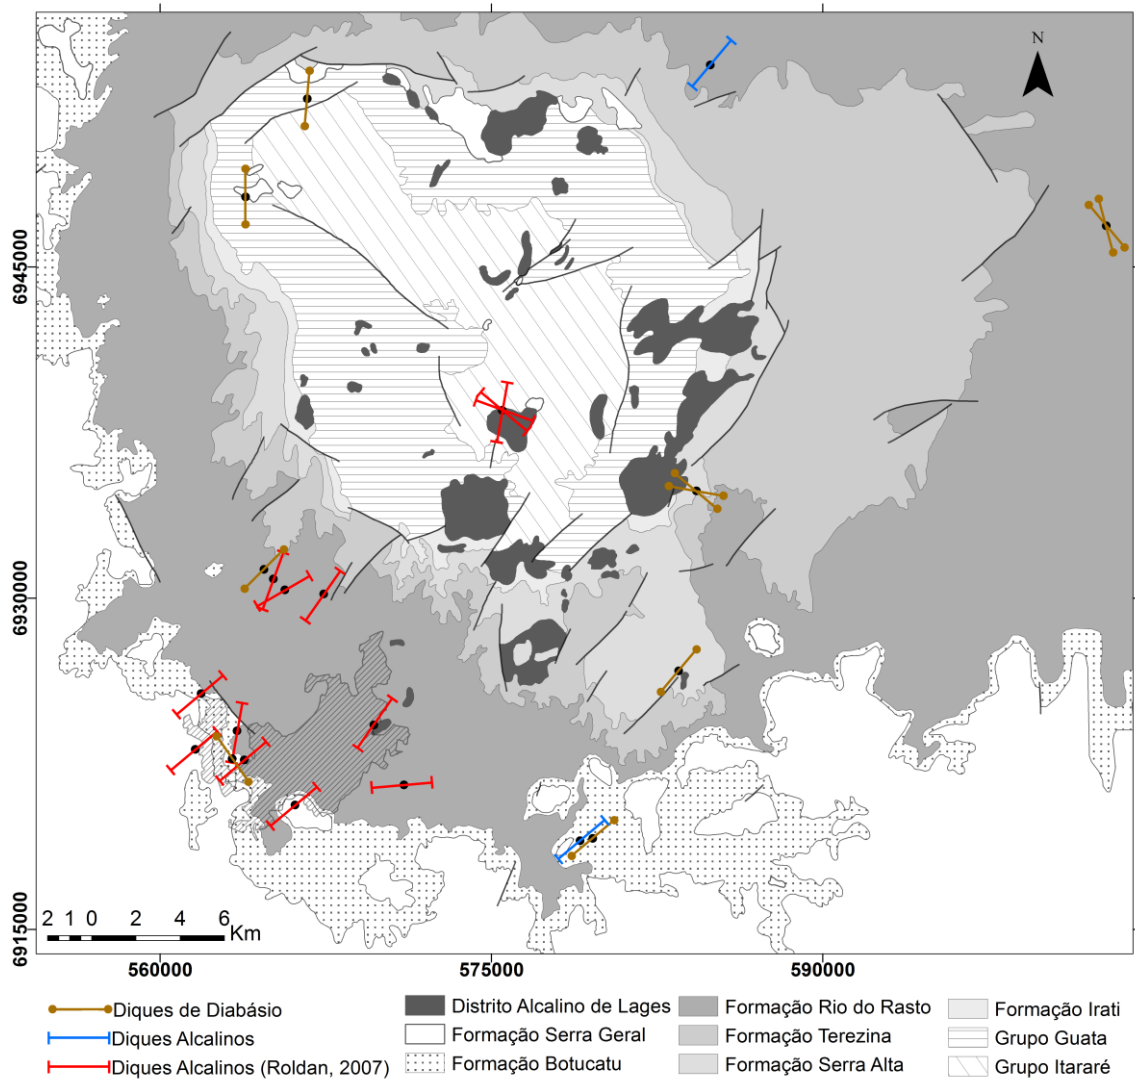 N
6945000
6930000
6915000
2 1 0 2 4 6
Km
560000 575000 590000
Diques de Diabásio
Diques Alcalinos
Diques Alcalinos (Roldan, 2007)
Distrito Alcalino de Lages
Formação Serra Geral
Formação Botucatu
Formação Rio do Rasto
Formação Terezina
Formação Serra Alta
Formação Irati
Grupo Guata
Grupo Itararé